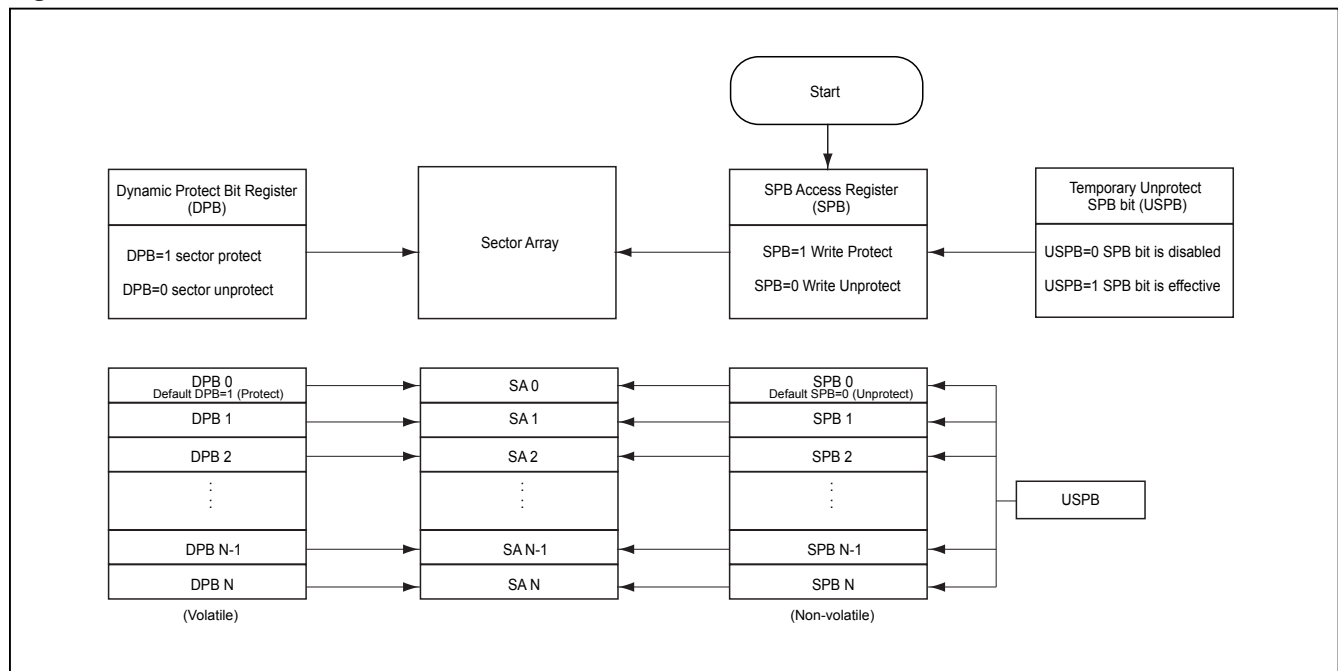 Start
Dynamic Protect Bit Register
(DPB)
DPB=1 sector protect
DPB=0 sector unprotect
Sector Array
SPB Access Register
(SPB)
SPB=1 Write Protect
SPB=0 Write Unprotect
Temporary Unprotect
SPB bit (USPB)
USPB=0 SPB bit is disabled
USPB=1 SPB bit is effective
DPB 0
Default DPB=1 (Protect)
DPB 1
DPB 2
DPB N-1
DPB N
(Volatile)
SA 0
SA 1
SA 2
SA N-1
SA N
SPB 0
Default SPB=0 (Unprotect)
SPB 1
SPB 2
SPB N-1
SPB N
(Non-volatile)
USPB